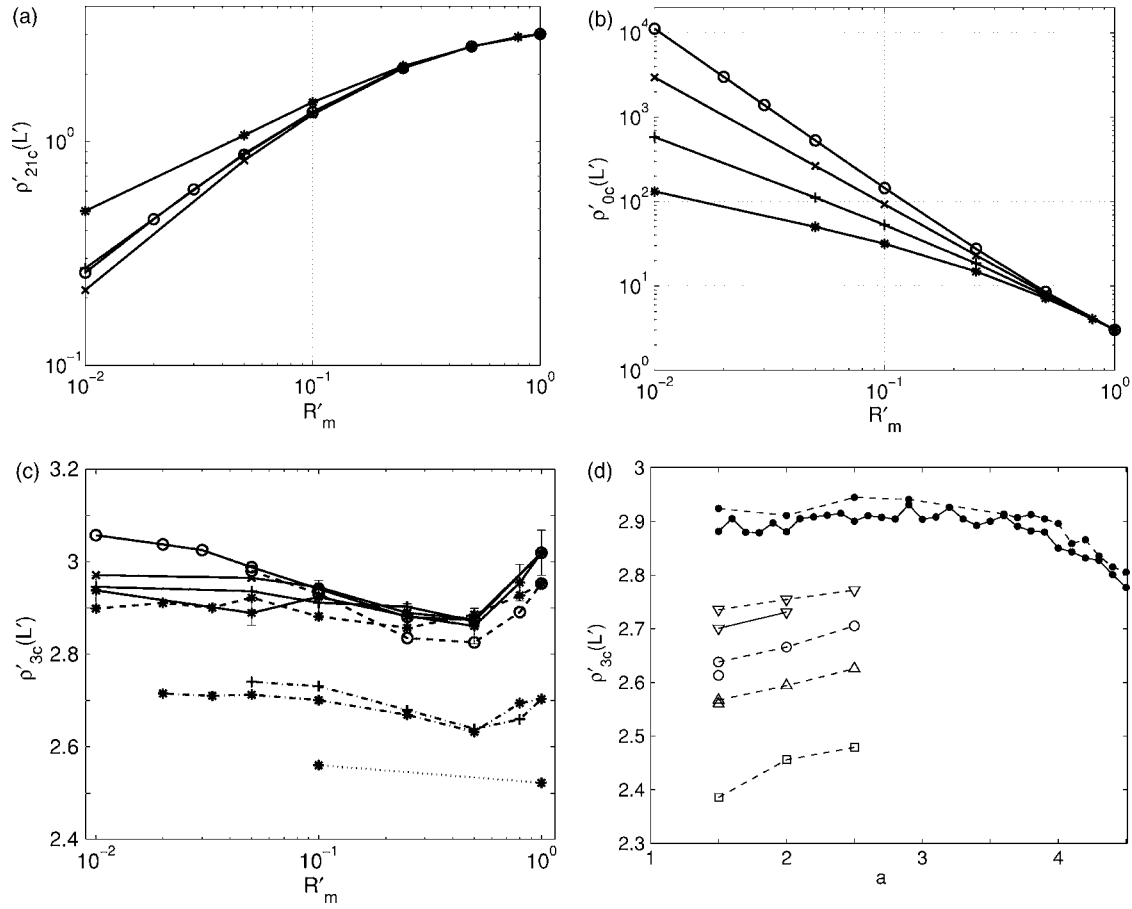 (a)
10⁰
10⁻¹
ρ'₂₁c(L')
10⁻² 10⁻¹ 10⁰
R'm
(b)
10⁴
10³
10²
10¹
10⁰
ρ'₀c(L')
10⁻² 10⁻¹ 10⁰
R'm
(c)
3.2
3
2.8
2.6
2.4
ρ'₃c(L')
10⁻² 10⁻¹ 10⁰
R'm
(d)
3
2.9
2.8
2.7
2.6
2.5
2.4
2.3
ρ'₃c(L')
1 2 3 4
a